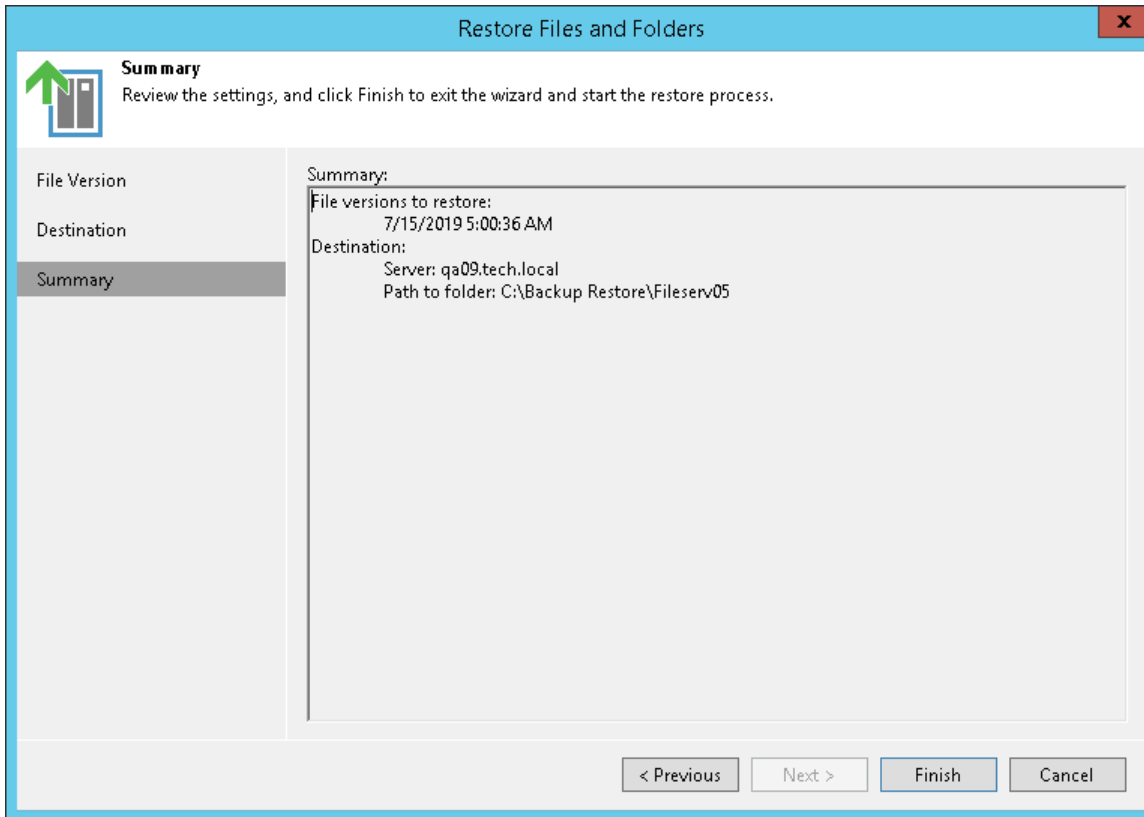 Restore Files and Folders
x
Summary
Review the settings, and click Finish to exit the wizard and start the restore process.
File Version
Destination
Summary
Summary:
File versions to restore:
7/15/2019 5:00:36 AM
Destination:
Server: qa09.tech.local
Path to folder: C:\Backup Restore\Fileserv05
< Previous
Next >
Finish
Cancel